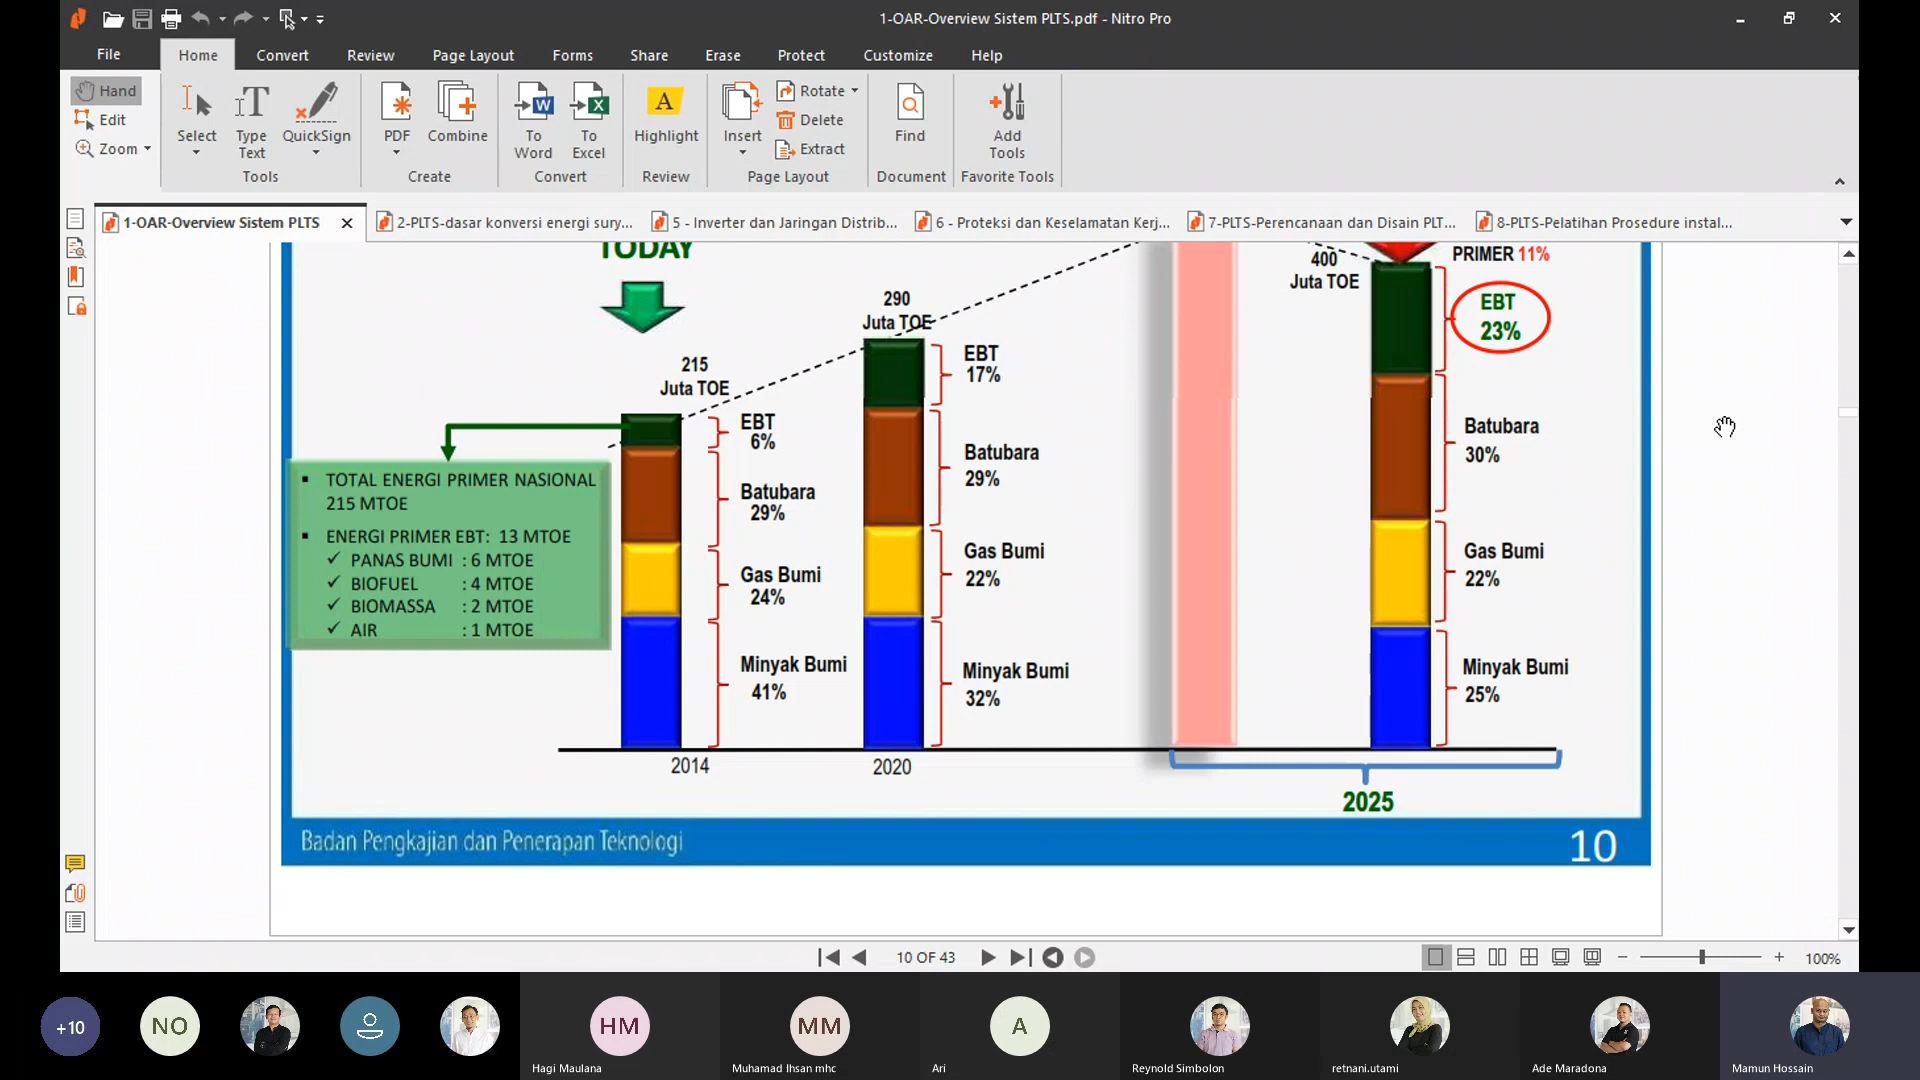 1-OAR-Overview Sistem PLTS.pdf - Nitro Pro
File
Home
Convert
Review
Page Layout
Forms
Share
Erase
Protect
Customize
Help
Hand
Edit
Zoom
Select
Type Text
QuickSign
Tools
PDF
Combine
Create
To Word
To Excel
Convert
A
Highlight
Review
Insert
Rotate
Delete
Extract
Page Layout
Find
Document
Add Tools
Favorite Tools
1-OAR-Overview Sistem PLTS
2-PLTS-dasar konversi energi sury...
5 - Inverter dan Jaringan Distrib...
6 - Proteksi dan Keselamatan Kerj...
7-PLTS-Perencanaan dan Disain PLT...
8-PLTS-Pelatihan Prosedure instal...
TODAY
PRIMER 11%
400
Juta TOE
EBT
23%
290
Juta TOE
EBT
17%
215
Juta TOE
EBT
6%
Batubara
30%
Batubara
29%
Batubara
29%
TOTAL ENERGI PRIMER NASIONAL
215 MTOE
ENERGI PRIMER EBT: 13 MTOE
PANAS BUMI : 6 MTOE
BIOFUEL : 4 MTOE
BIOMASSA : 2 MTOE
AIR : 1 MTOE
Gas Bumi
24%
Gas Bumi
22%
Gas Bumi
22%
Minyak Bumi
41%
Minyak Bumi
32%
Minyak Bumi
25%
2014
2020
2025
Badan Pengkajian dan Penerapan Teknologi
10
10 OF 43
100%
+10
NO
HM
Hagi Maulana
MM
Muhamad Ihsan mhc
A
Ari
Reynold Simbolon
retnani.utami
Ade Maradona
Mamun Hossain